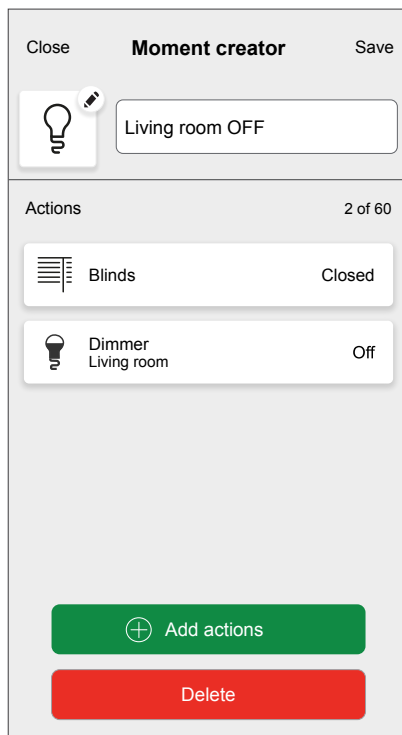 Close Moment creator Save
Living room OFF
Actions 2 of 60
Blinds Closed
Dimmer
Living room
Off
Add actions
Delete